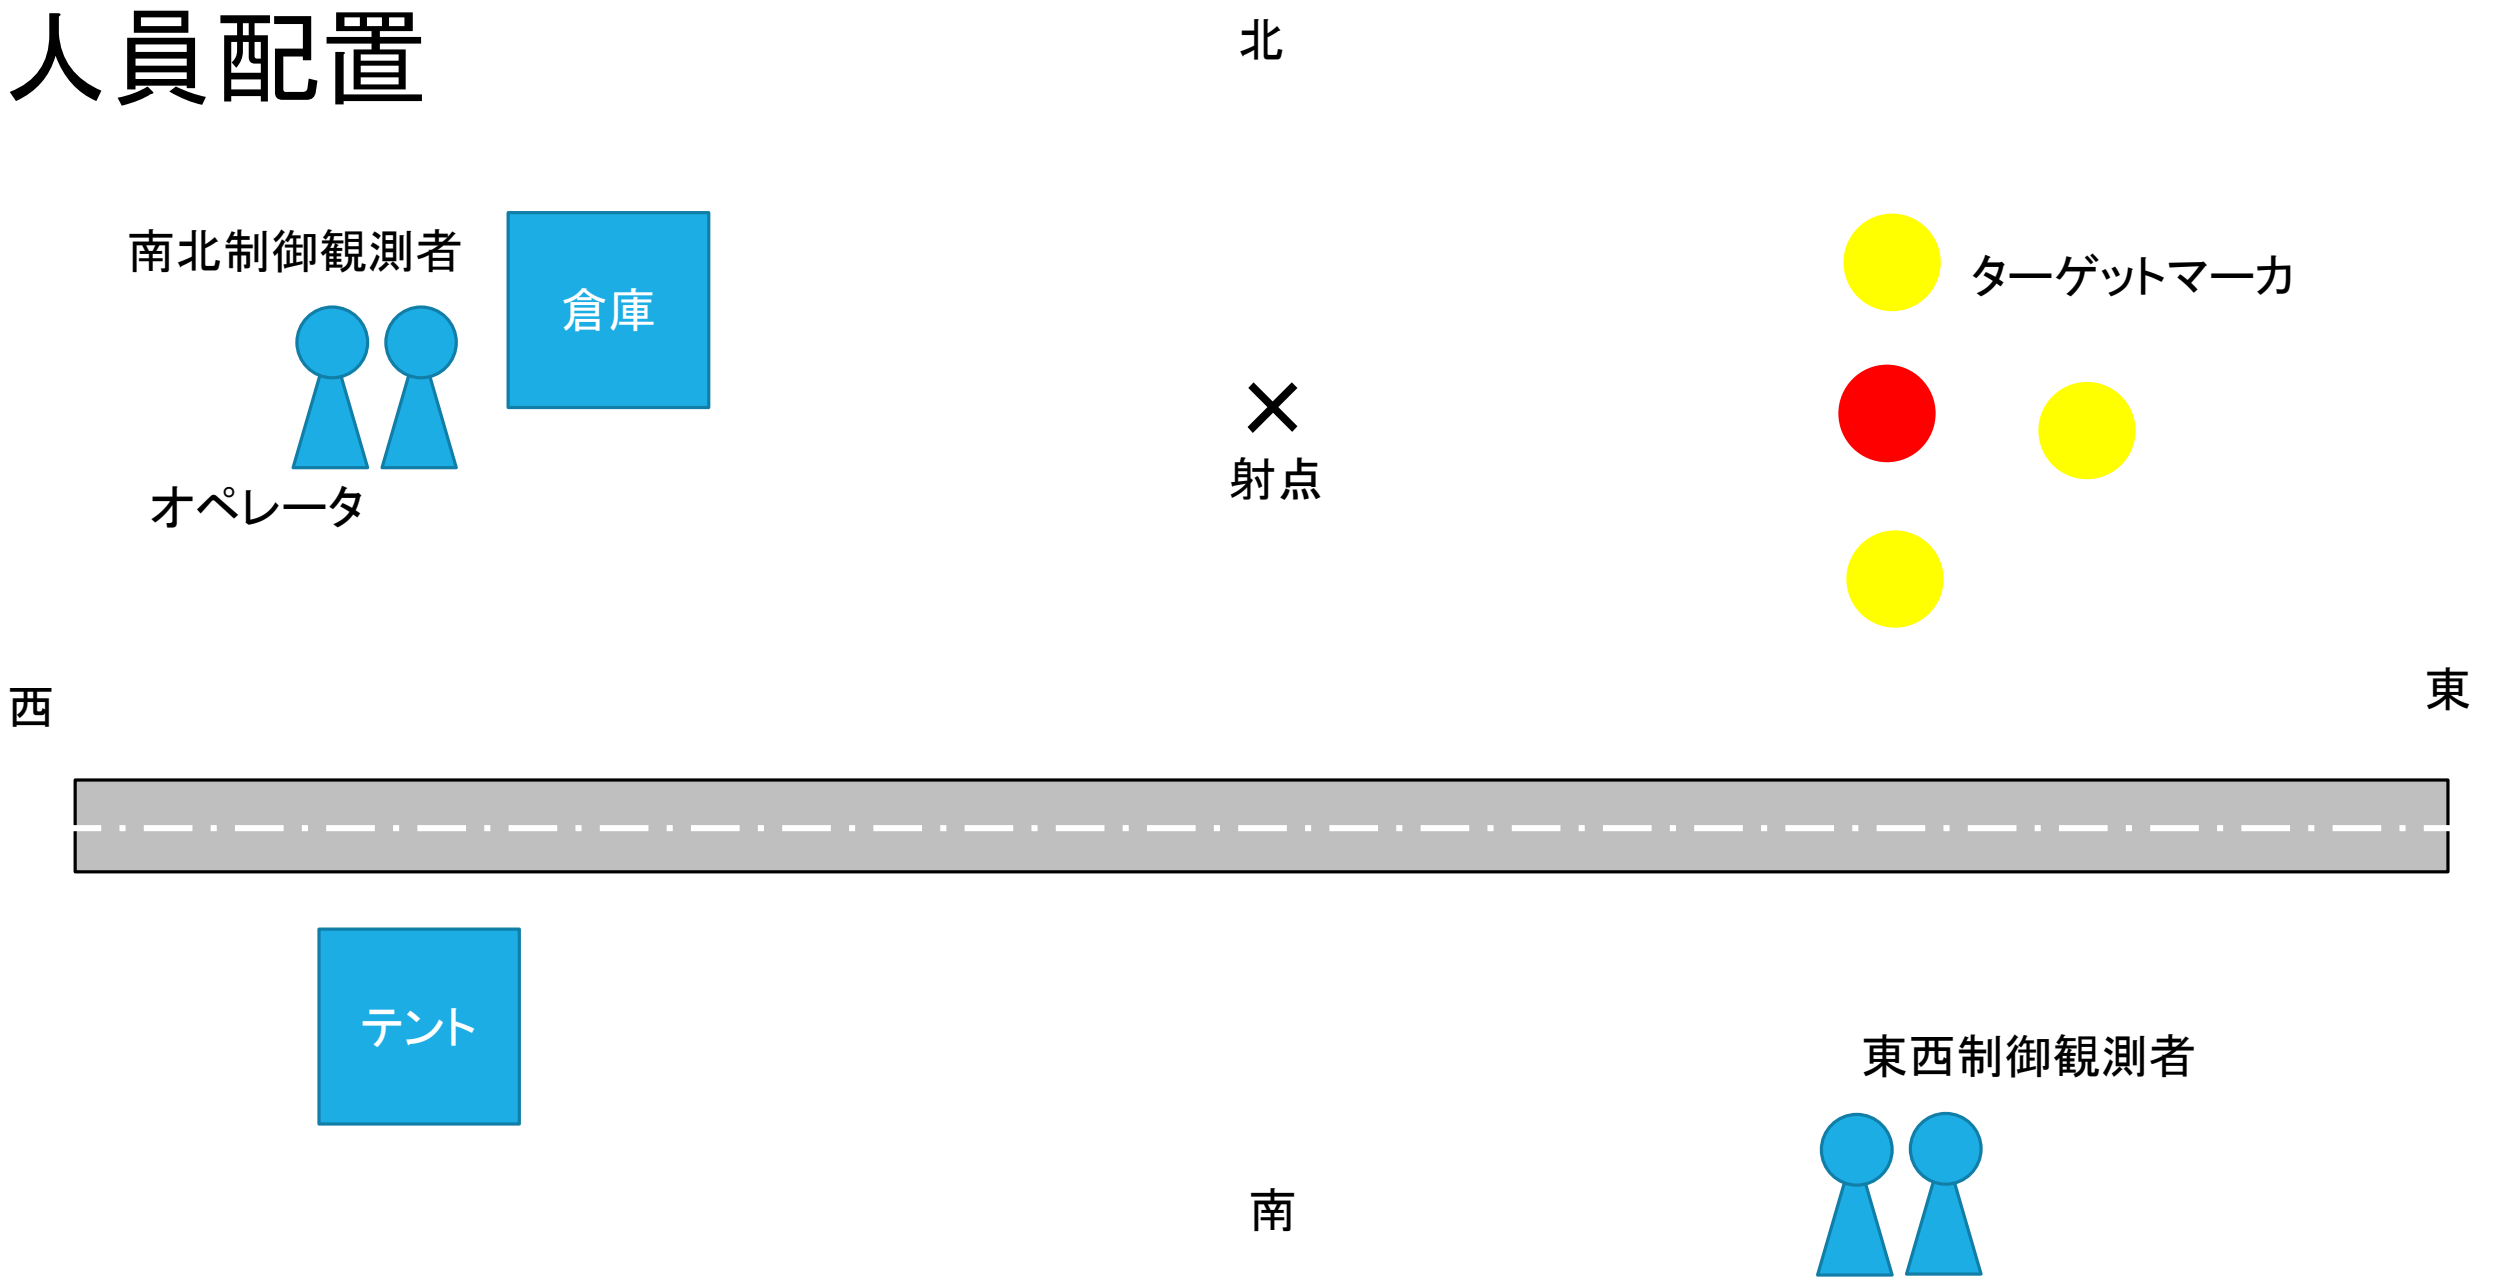 人員配置
北
南北制御観測者
倉庫
ターゲットマーカ
×
射点
オペレータ
西
東
テント
東西制御観測者
南